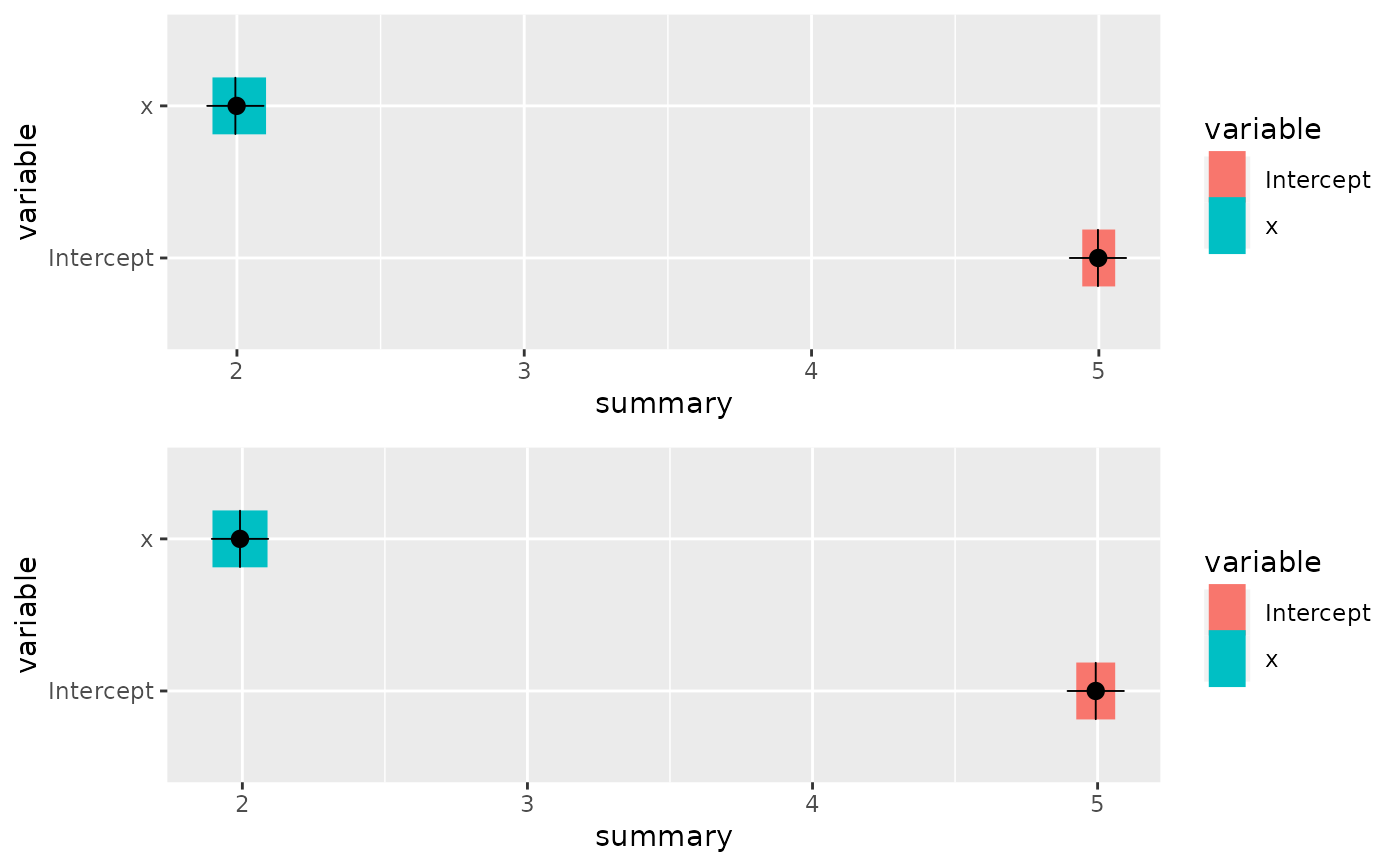 variable
x
Intercept
2 3 4 5
summary
variable
Intercept
x
variable
x
Intercept
2 3 4 5
summary
variable
Intercept
x